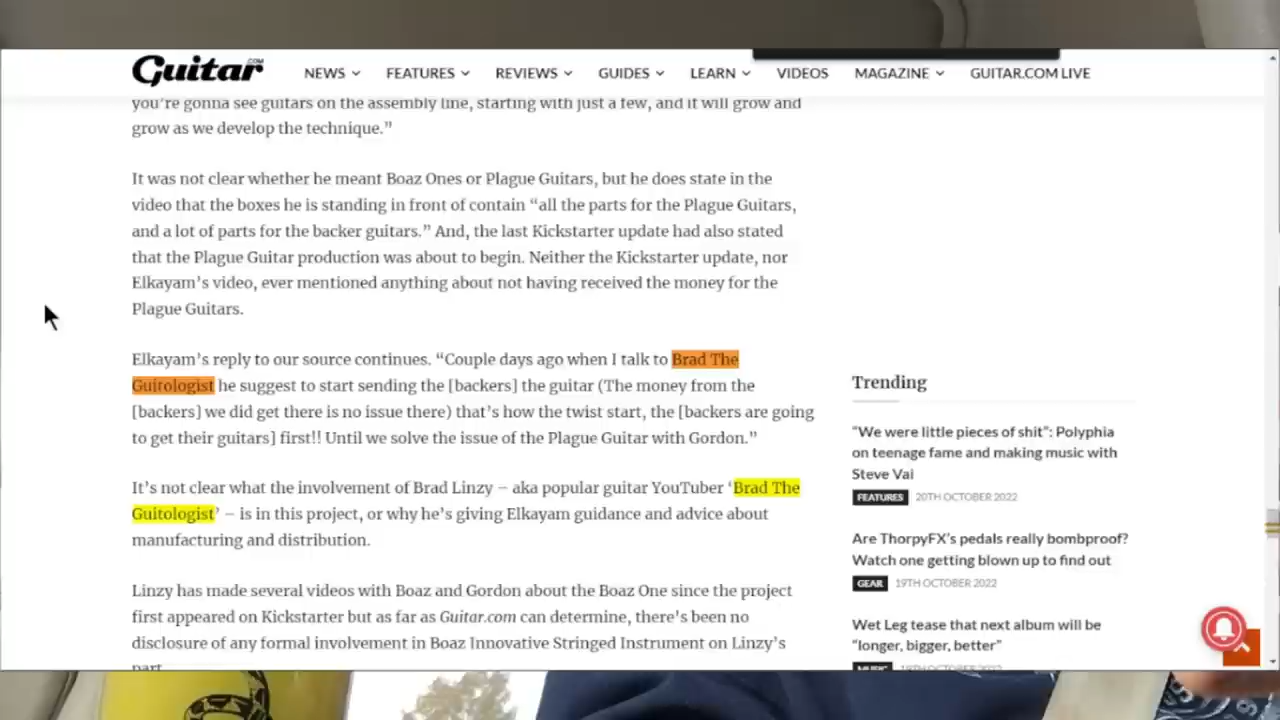 Guitar.COM
NEWS FEATURES REVIEWS GUIDES LEARN VIDEOS MAGAZINE GUITAR.COM LIVE
you're gonna see guitars on the assembly line, starting with just a few, and it will grow and
grow as we develop the technique.”
It was not clear whether he meant Boaz Ones or Plague Guitars, but he does state in the
video that the boxes he is standing in front of contain “all the parts for the Plague Guitars,
and a lot of parts for the backer guitars.” And, the last Kickstarter update had also stated
that the Plague Guitar production was about to begin. Neither the Kickstarter update, nor
Elkayam’s video, ever mentioned anything about not having received the money for the
Plague Guitars.
Elkayam’s reply to our source continues. “Couple days ago when I talk to Brad The
Guitologist he suggest to start sending the [backers] the guitar (The money from the
[backers] we did get there is no issue there) that’s how the twist start, the [backers are going
to get their guitars] first!! Until we solve the issue of the Plague Guitar with Gordon.”
It’s not clear what the involvement of Brad Linzy – aka popular guitar YouTuber ‘Brad The
Guitologist’ – is in this project, or why he’s giving Elkayam guidance and advice about
manufacturing and distribution.
Linzy has made several videos with Boaz and Gordon about the Boaz One since the project
first appeared on Kickstarter but as far as Guitar.com can determine, there’s been no
disclosure of any formal involvement in Boaz Innovative Stringed Instrument on Linzy’s
part.
Trending
“We were little pieces of shit”: Polyphia
on teenage fame and making music with
Steve Vai
FEATURES 20TH OCTOBER 2022
Are ThorpyFX’s pedals really bombproof?
Watch one getting blown up to find out
GEAR 19TH OCTOBER 2022
Wet Leg tease that next album will be
“longer, bigger, better”
MUSIC 19TH OCTOBER 2022